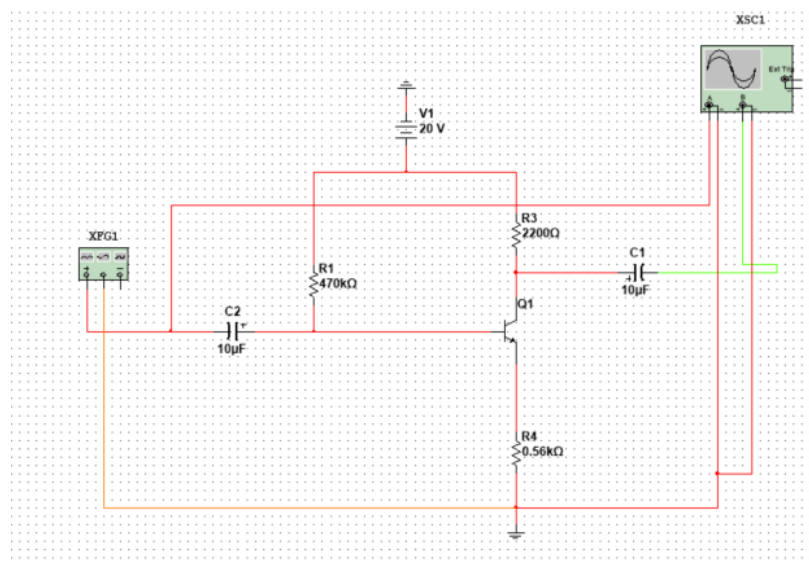 XSC1
Ext Trig
A
B
V1
20 V
XFG1
R3
2200Ω
R1
470kΩ
C1
10µF
Q1
C2
10µF
R4
0.56kΩ